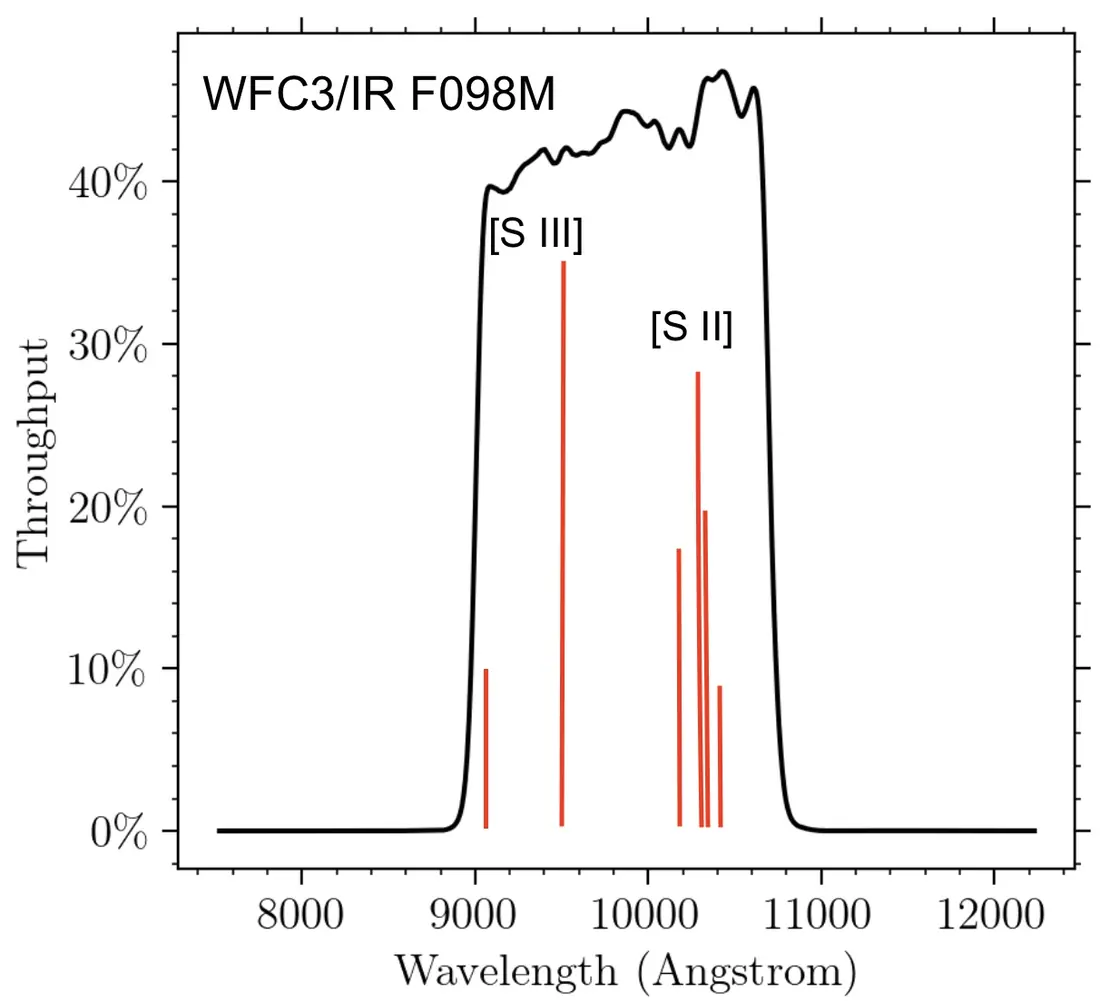 WFC3/IR F098M
[S III]
[S II]
40%
30%
20%
10%
0%
Throughput
8000 9000 10000 11000 12000
Wavelength (Angstrom)